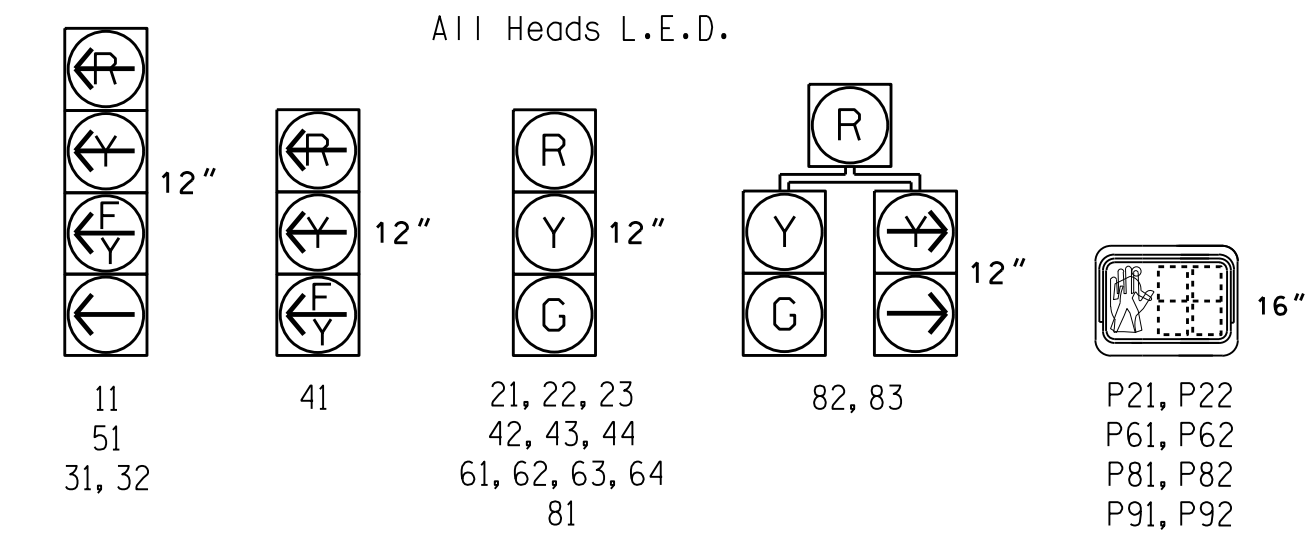 All Heads L.E.D.
R
Y
F
Y
12"
11
51
31, 32
R
Y
F
Y
12"
41
R
Y
G
12"
21, 22, 23
42, 43, 44
61, 62, 63, 64
81
R
Y
Y
G
12"
82, 83
16"
P21, P22
P61, P62
P81, P82
P91, P92